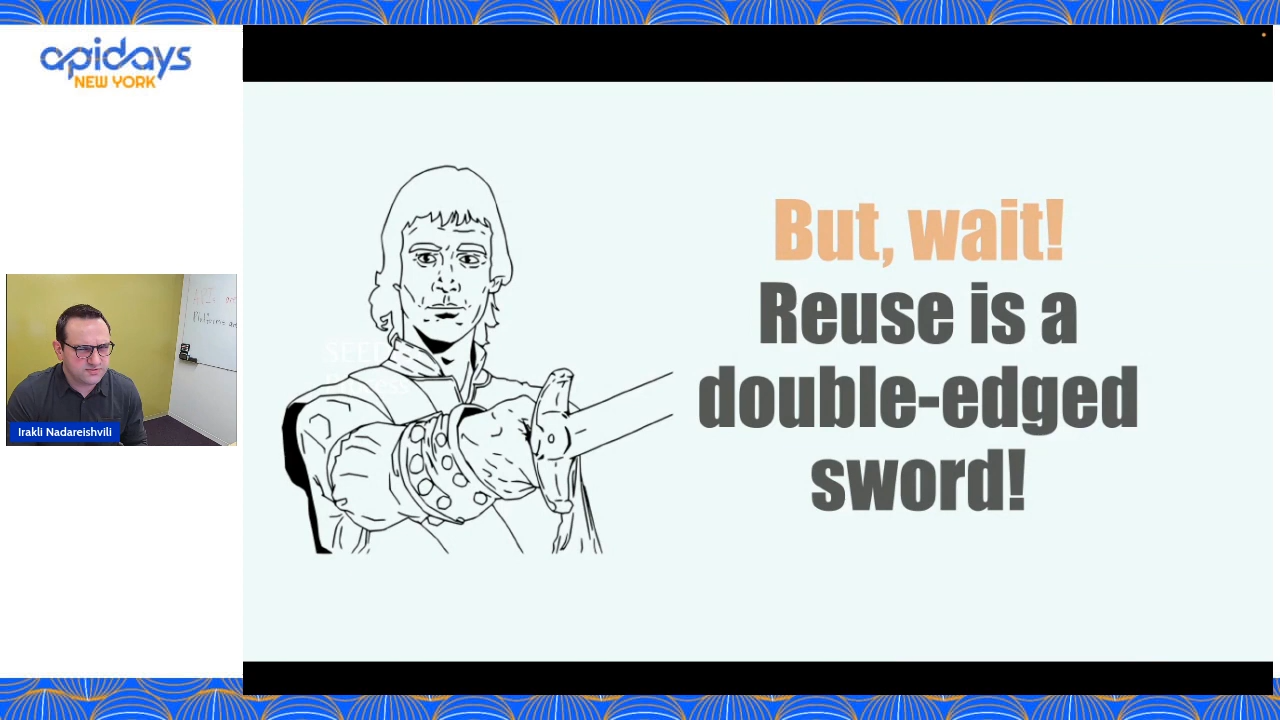 apidays
NEW YORK
But, wait!
Reuse is a
double-edged
sword!
Irakli Nadareishvili